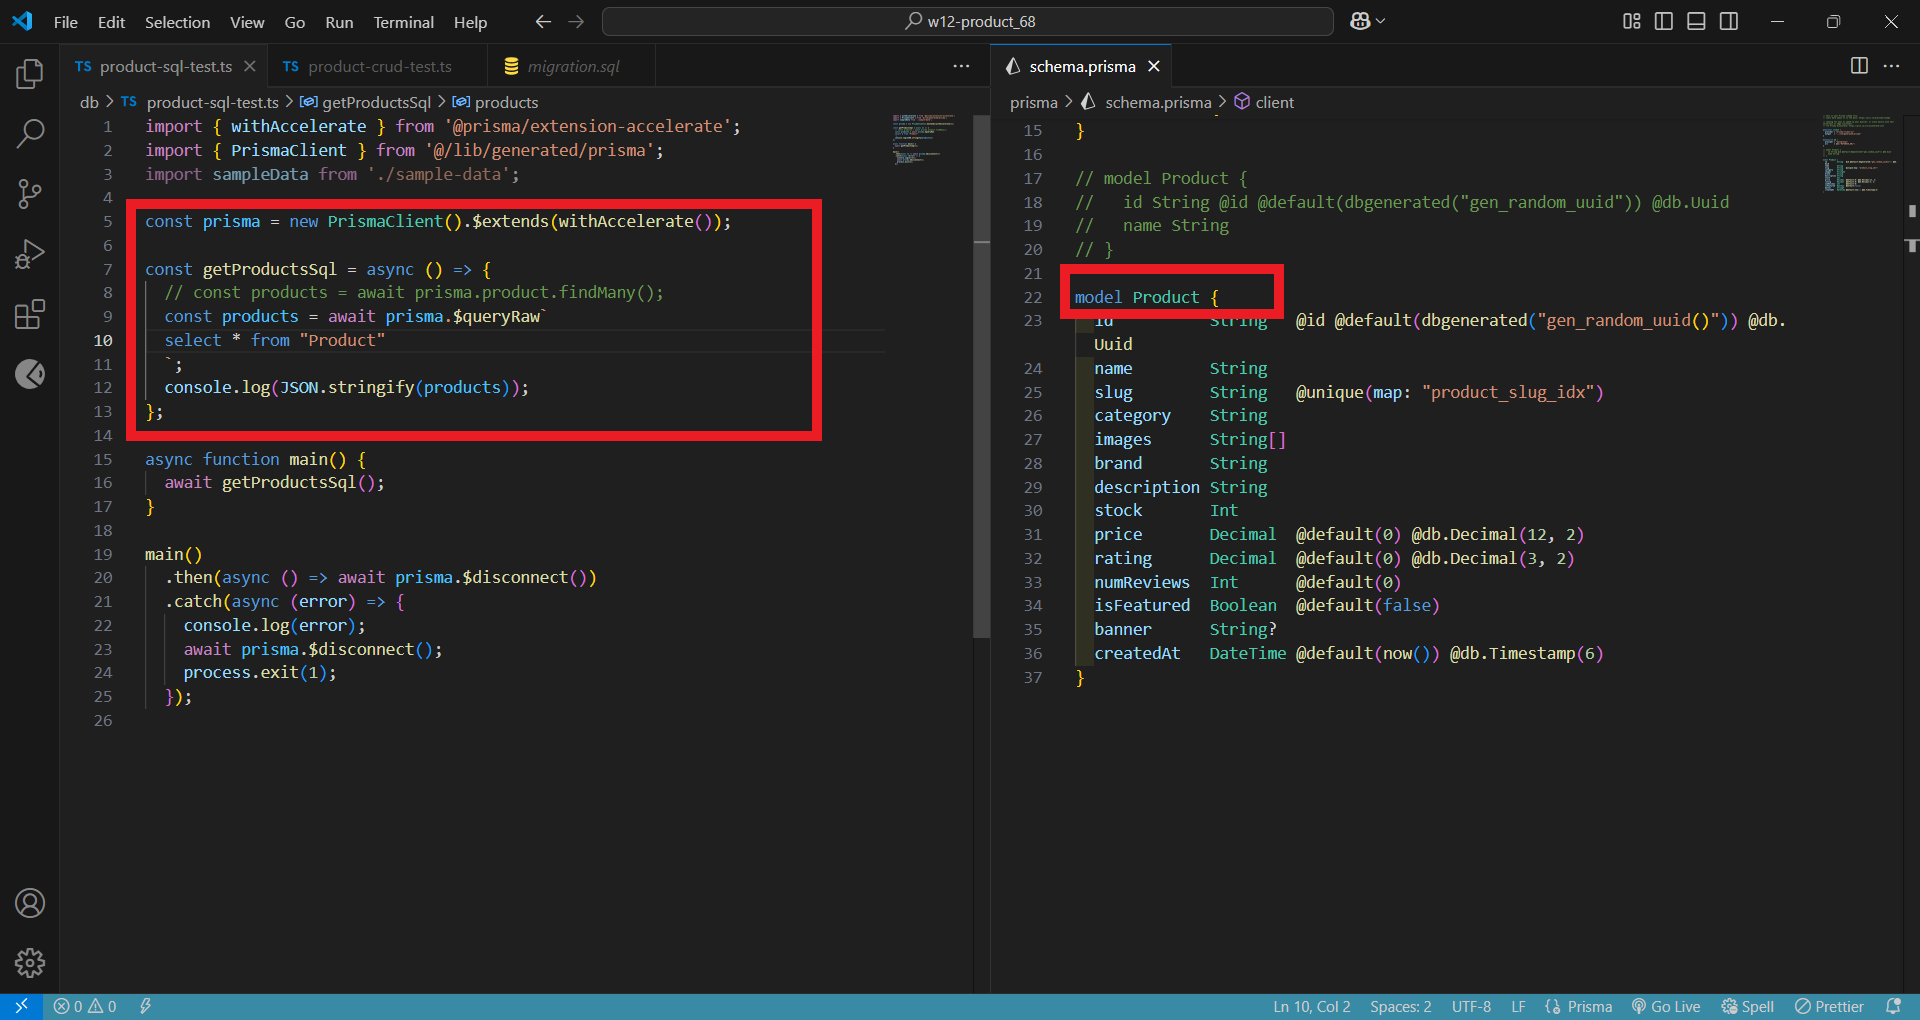 File Edit Selection View Go Run Terminal Help
w12-product_68
TS product-sql-test.ts
TS product-crud-test.ts
migration.sql
db > TS product-sql-test.ts > getProductsSql > products
1 import { withAccelerate } from '@prisma/extension-accelerate';
2 import { PrismaClient } from '@/lib/generated/prisma';
3 import sampleData from './sample-data';
4
5 const prisma = new PrismaClient().$extends(withAccelerate());
6
7 const getProductsSql = async () => {
8 // const products = await prisma.product.findMany();
9 const products = await prisma.$queryRaw`
10 select * from "Product"
11 `;
12 console.log(JSON.stringify(products));
13 };
14
15 async function main() {
16 await getProductsSql();
17 }
18
19 main()
20 .then(async () => await prisma.$disconnect())
21 .catch(async (error) => {
22 console.log(error);
23 await prisma.$disconnect();
24 process.exit(1);
25 });
26
schema.prisma
prisma > schema.prisma > client
15 }
16
17 // model Product {
18 // id String @id @default(dbgenerated("gen_random_uuid")) @db.Uuid
19 // name String
20 // }
21
22 model Product {
23 id String @id @default(dbgenerated("gen_random_uuid()")) @db.
Uuid
24 name String
25 slug String @unique(map: "product_slug_idx")
26 category String
27 images String[]
28 brand String
29 description String
30 stock Int
31 price Decimal @default(0) @db.Decimal(12, 2)
32 rating Decimal @default(0) @db.Decimal(3, 2)
33 numReviews Int @default(0)
34 isFeatured Boolean @default(false)
35 banner String?
36 createdAt DateTime @default(now()) @db.Timestamp(6)
37 }
0 0
Ln 10, Col 2 Spaces: 2 UTF-8 LF {} Prisma Go Live Spell Prettier